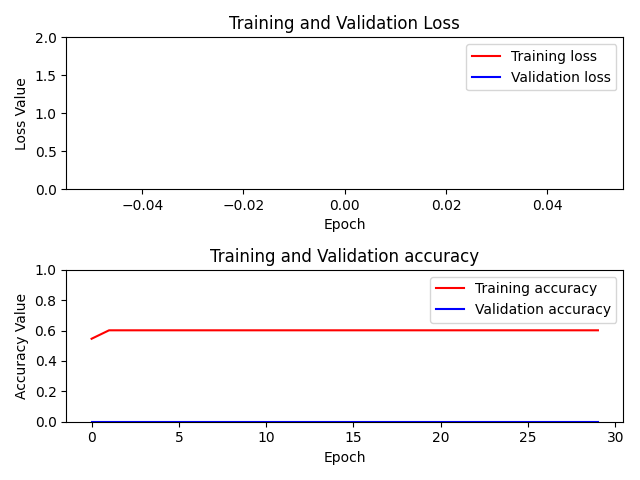 Training and Validation Loss
2.0
1.5
1.0
0.5
0.0
Loss Value
Training loss
Validation loss
−0.04 −0.02 0.00 0.02 0.04
Epoch
Training and Validation accuracy
1.0
0.8
0.6
0.4
0.2
0.0
Accuracy Value
Training accuracy
Validation accuracy
0 5 10 15 20 25 30
Epoch